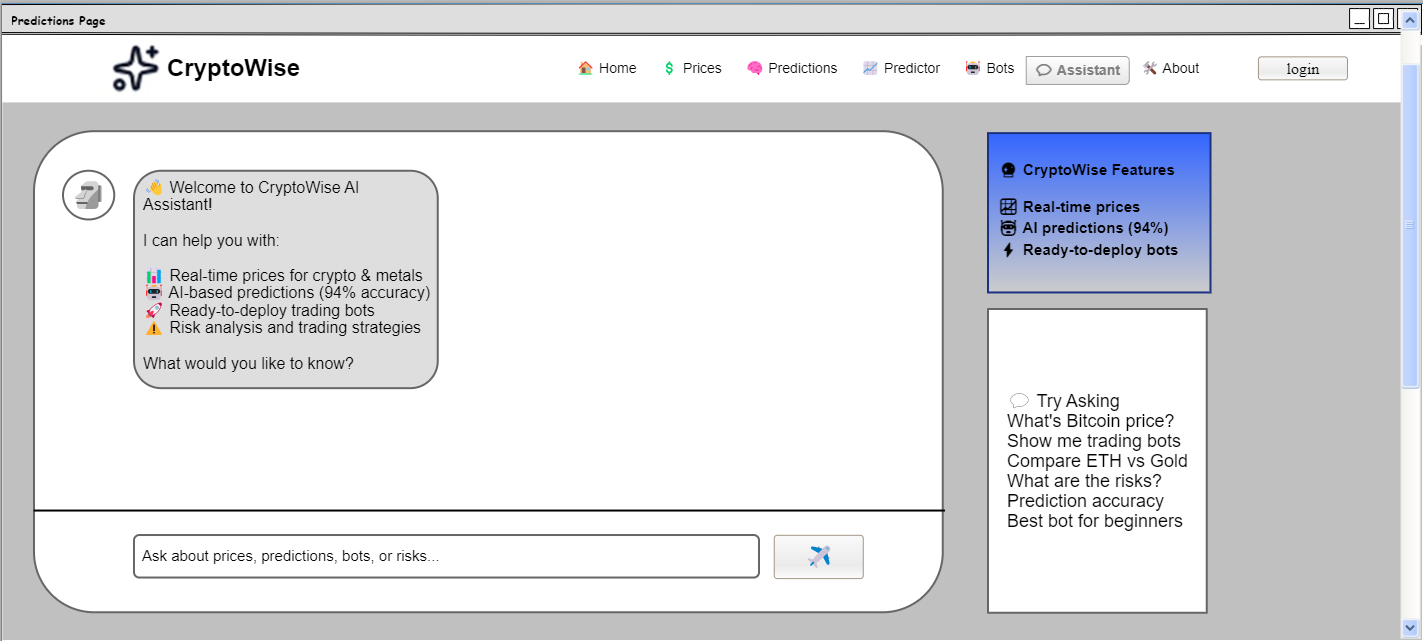 Predictions Page
CryptoWise
🏠 Home
$ Prices
🧠 Predictions
📈 Predictor
🤖 Bots
💬 Assistant
🛠 About
login
👋 Welcome to CryptoWise AI
Assistant!
I can help you with:
📊 Real-time prices for crypto & metals
🤖 AI-based predictions (94% accuracy)
🚀 Ready-to-deploy trading bots
⚠️ Risk analysis and trading strategies
What would you like to know?
Ask about prices, predictions, bots, or risks...
CryptoWise Features
Real-time prices
AI predictions (94%)
Ready-to-deploy bots
💬 Try Asking
What's Bitcoin price?
Show me trading bots
Compare ETH vs Gold
What are the risks?
Prediction accuracy
Best bot for beginners